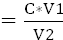 = C*V1
V2